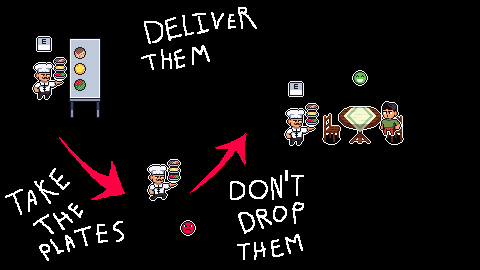 E
DELIVER
THEM
E
TAKE
THE
PLATES
DON'T
DROP
THEM